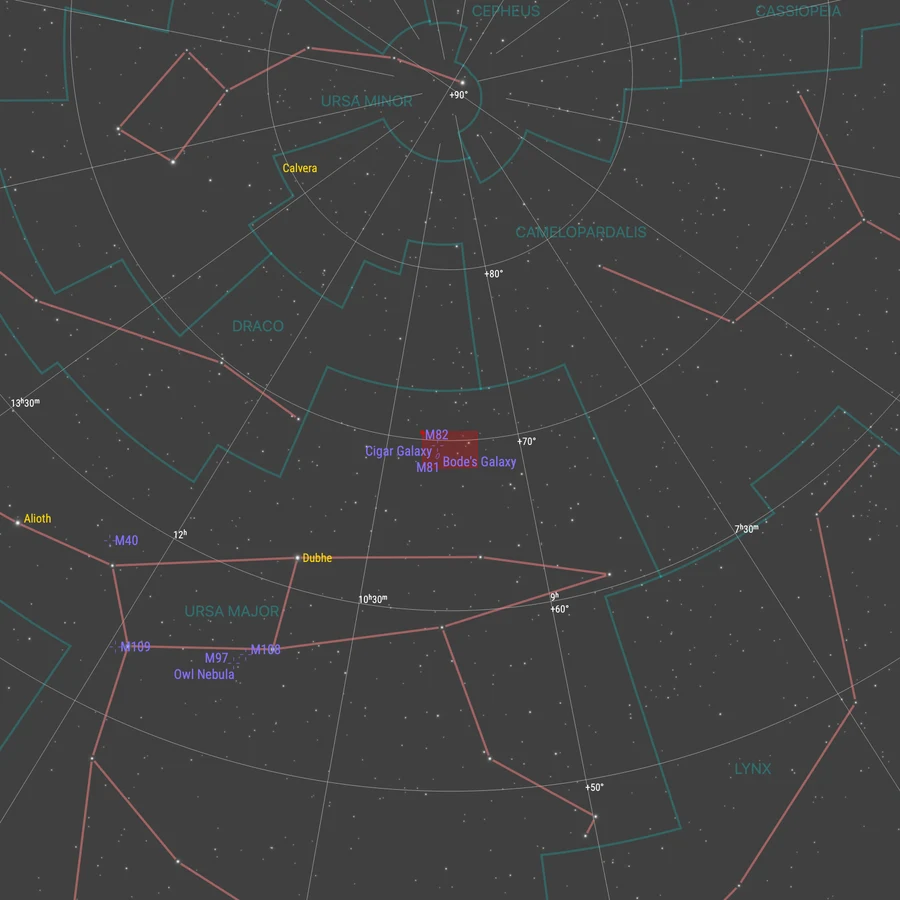 CEPHEUS
CASSIOPEIA
+90°
URSA MINOR
Calvera
CAMELOPARDALIS
+80°
DRACO
13ʰ30ᵐ
M82
+70°
Cigar Galaxy
Bode's Galaxy
M81
Alioth
M40
12ʰ
7ʰ30ᵐ
Dubhe
10ʰ30ᵐ
9ʰ
+60°
URSA MAJOR
M109
M108
M97
Owl Nebula
LYNX
+50°